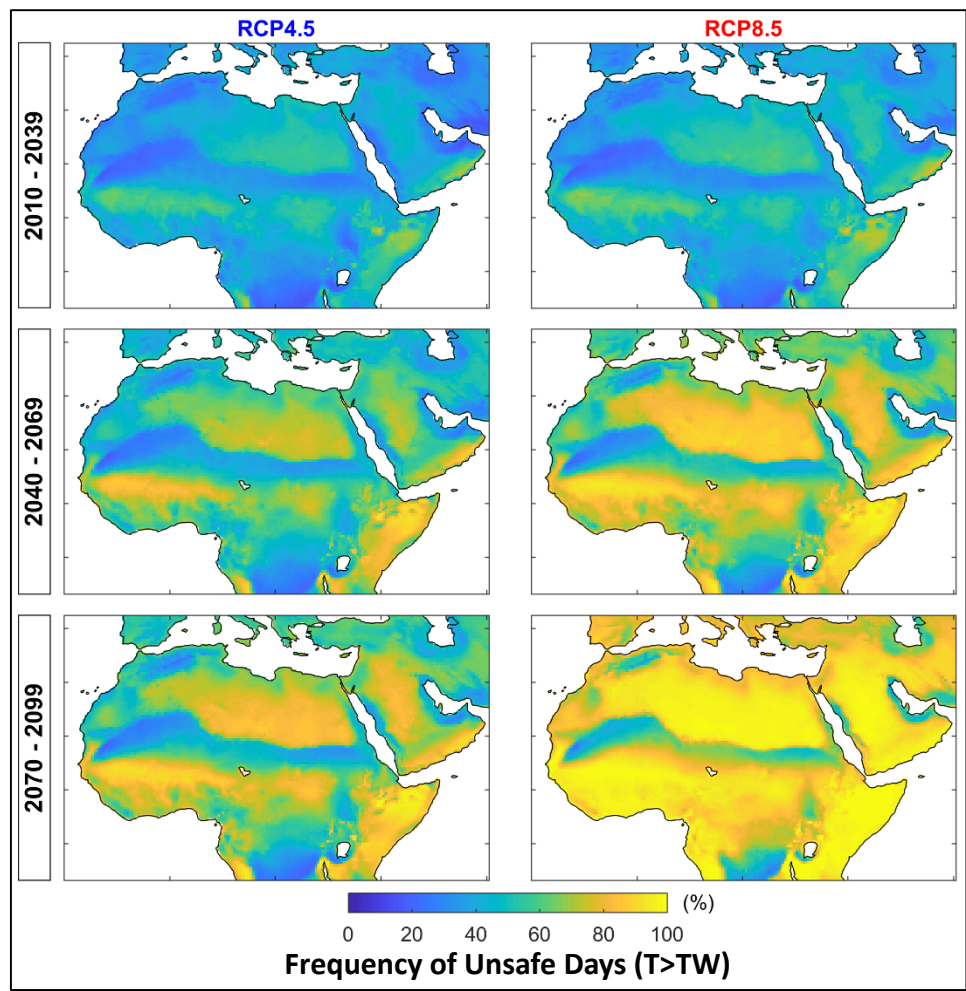 RCP4.5
RCP8.5
2010 - 2039
2040 - 2069
2070 - 2099
0 20 40 60 80 100 (%)
Frequency of Unsafe Days (T>TW)